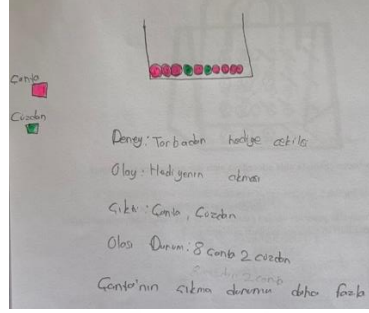 Çanta
Cüzdan
Deney: Torbadan hediye çekiliş
Olay: Hediyenin çıkması
Çıktı: Çanta, Cüzdan
Olası Durum: 8 Çanta 2 cüzdan
Çanta'nın çıkma durumu daha fazla